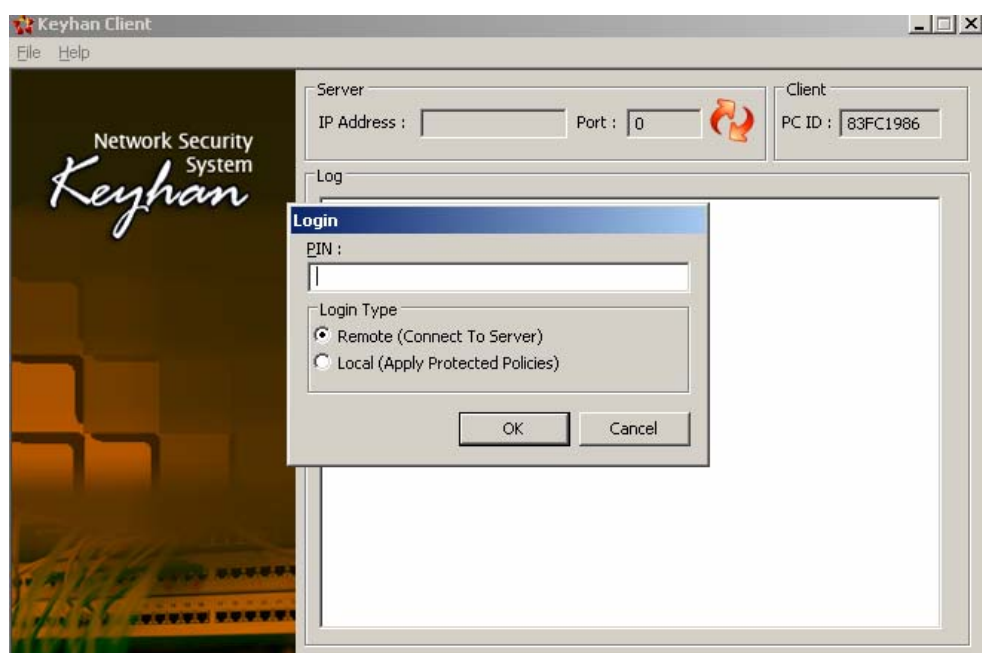 Keyhan Client
File Help
Network Security
System
Keyhan
Server
IP Address :
Port : 0
Client
PC ID : 83FC1986
Log
Login
PIN :
Login Type
Remote (Connect To Server)
Local (Apply Protected Policies)
OK Cancel